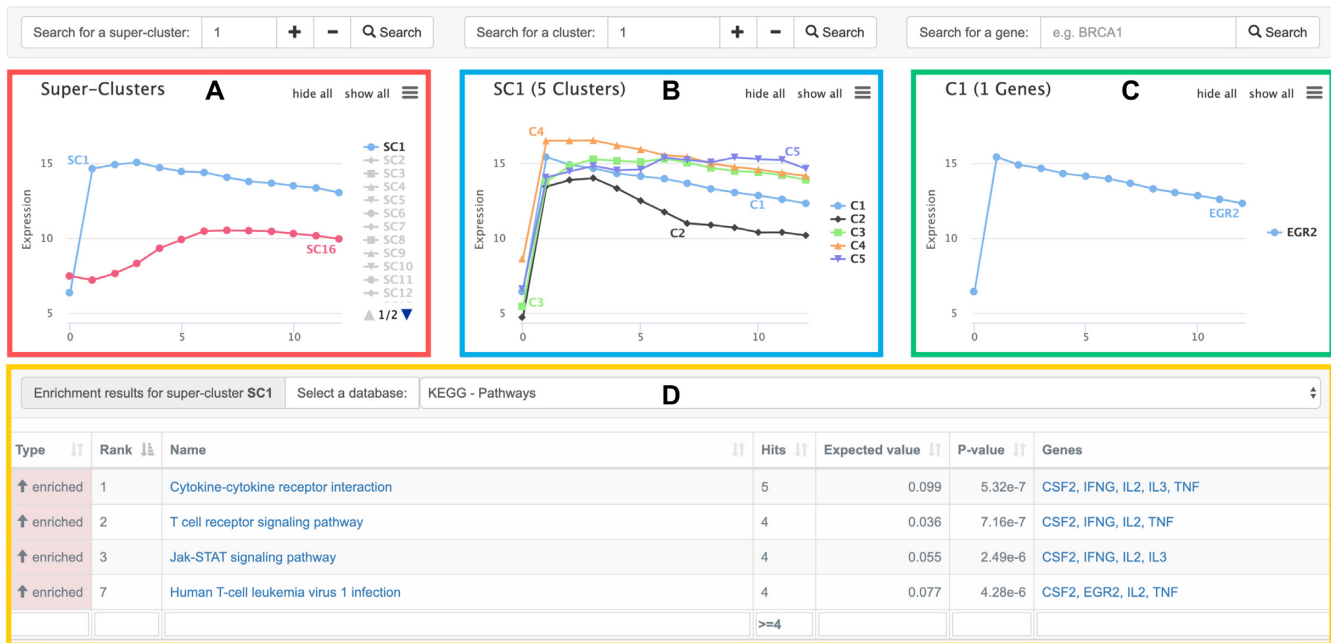 Search for a super-cluster: 1 + − Search Search for a cluster: 1 + − Search Search for a gene: e.g. BRCA1 Search
Super-Clusters A hide all show all
Expression
15
10
5
0 5 10
SC1
SC16
SC1
SC2
SC3
SC4
SC5
SC6
SC7
SC8
SC9
SC10
SC11
SC12
1/2
SC1 (5 Clusters) B hide all show all
Expression
15
10
5
0 5 10
C4
C5
C1
C2
C3
C1
C2
C3
C4
C5
C1 (1 Genes) C hide all show all
Expression
15
10
5
0 5 10
EGR2
EGR2
Enrichment results for super-cluster SC1 Select a database: KEGG - Pathways D
Type Rank Name Hits Expected value P-value Genes
enriched 1 Cytokine-cytokine receptor interaction 5 0.099 5.32e-7 CSF2, IFNG, IL2, IL3, TNF
enriched 2 T cell receptor signaling pathway 4 0.036 7.16e-7 CSF2, IFNG, IL2, TNF
enriched 3 Jak-STAT signaling pathway 4 0.055 2.49e-6 CSF2, IFNG, IL2, IL3
enriched 7 Human T-cell leukemia virus 1 infection 4 0.077 4.28e-6 CSF2, EGR2, IL2, TNF
>=4